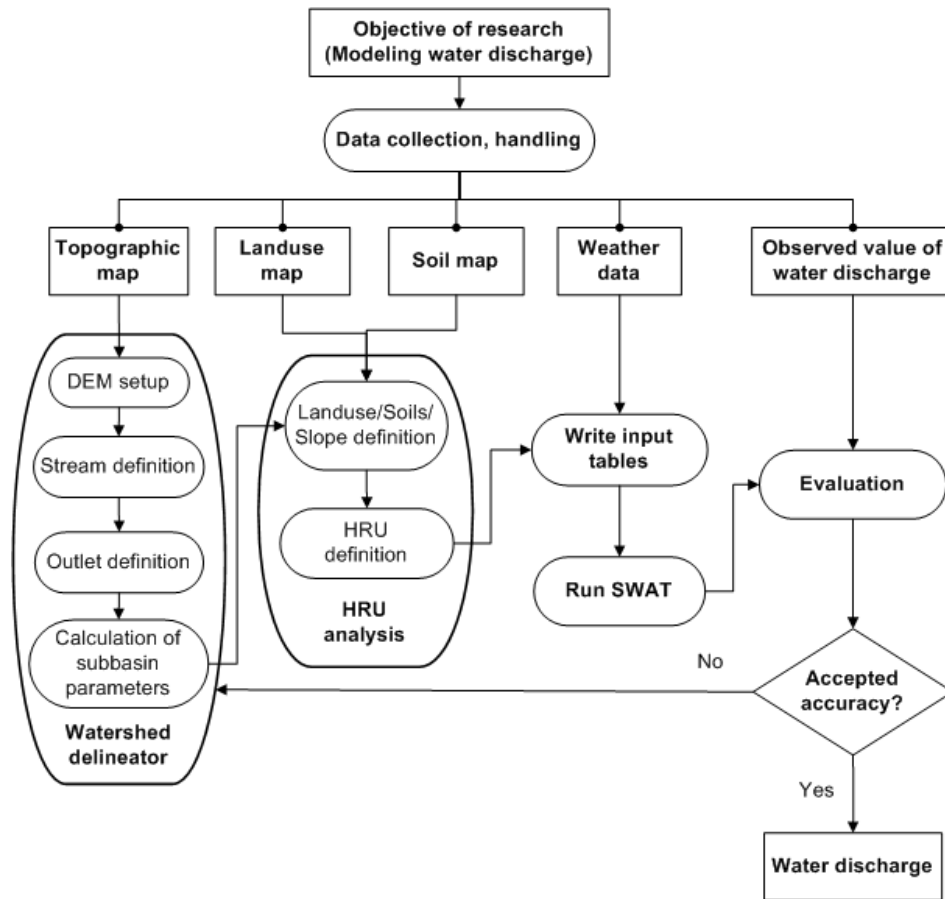 Objective of research
(Modeling water discharge)
Data collection, handling
Topographic
map
Landuse
map
Soil map
Weather
data
Observed value of
water discharge
DEM setup
Stream definition
Outlet definition
Calculation of
subbasin
parameters
Watershed
delineator
Landuse/Soils/
Slope definition
HRU
definition
HRU
analysis
Write input
tables
Run SWAT
Evaluation
Accepted
accuracy?
No
Yes
Water discharge